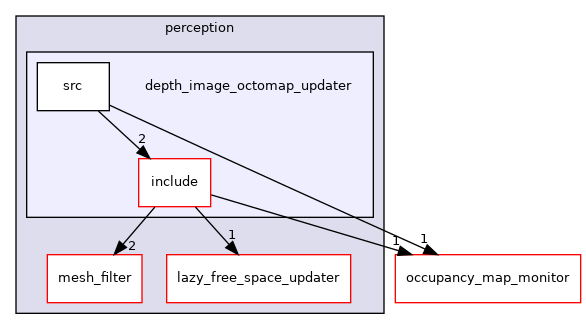 perception
src
depth_image_octomap_updater
2
include
2
1
1
1
mesh_filter
lazy_free_space_updater
occupancy_map_monitor